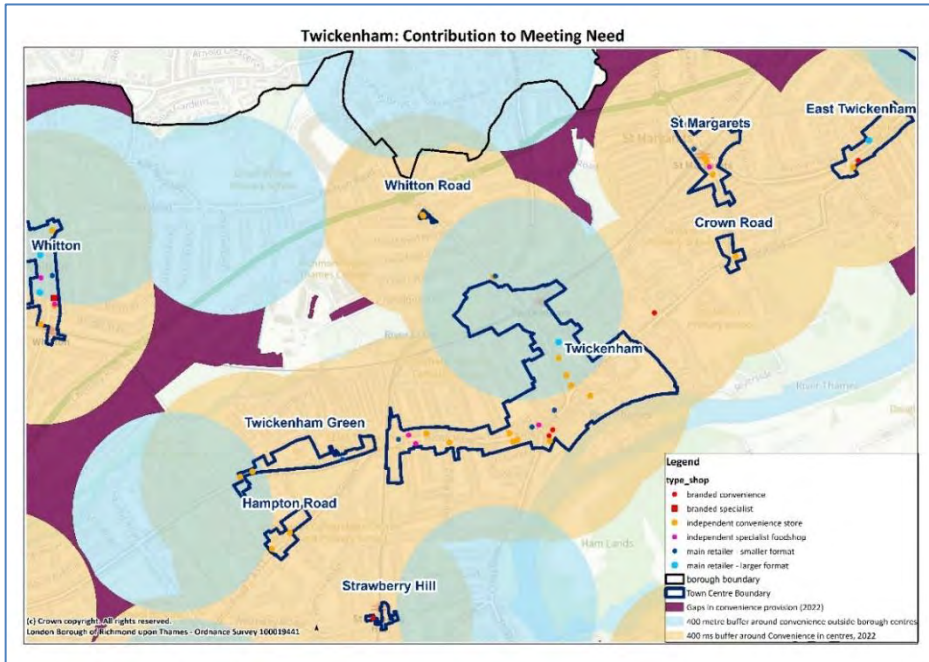 Twickenham: Contribution to Meeting Need
East Twickenham
St Margarets
Whitton Road
Crown Road
Whitton
Twickenham
River Thames
Twickenham Green
Hampton Road
Ham Lands
Strawberry Hill
Legend
type_shop
branded convenience
branded specialist
independent convenience store
independent specialist foodshop
main retailer - smaller format
main retailer - larger format
borough boundary
Town Centre Boundary
Gaps in convenience provision (2022)
400 metre buffer around convenience outside borough centres
400 ms buffer around Convenience in centres, 2022
(c) Crown copyright. All rights reserved.
London Borough of Richmond upon Thames - Ordnance Survey 100019441